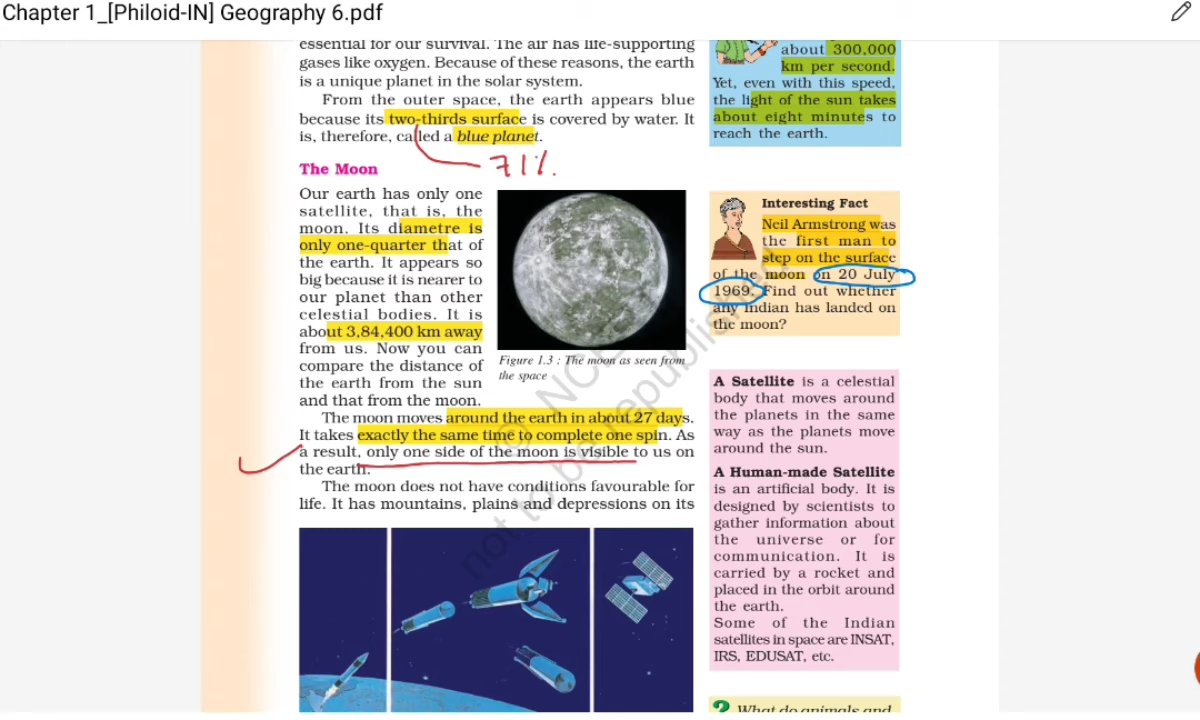 Chapter 1_[Philoid-IN] Geography 6.pdf
essential for our survival. The air has life-supporting
gases like oxygen. Because of these reasons, the earth
is a unique planet in the solar system.
From the outer space, the earth appears blue
because its two-thirds surface is covered by water. It
is, therefore, called a blue planet.
71%.
The Moon
Our earth has only one
satellite, that is, the
moon. Its diametre is
only one-quarter that of
the earth. It appears so
big because it is nearer to
our planet than other
celestial bodies. It is
about 3,84,400 km away
from us. Now you can
compare the distance of
the earth from the sun
and that from the moon.
Figure 1.3 : The moon as seen from
the space
The moon moves around the earth in about 27 days.
It takes exactly the same time to complete one spin. As
a result, only one side of the moon is visible to us on
the earth.
The moon does not have conditions favourable for
life. It has mountains, plains and depressions on its
about 300,000
km per second.
Yet, even with this speed,
the light of the sun takes
about eight minutes to
reach the earth.
Interesting Fact
Neil Armstrong was
the first man to
step on the surface
of the moon on 20 July
1969. Find out whether
any Indian has landed on
the moon?
A Satellite is a celestial
body that moves around
the planets in the same
way as the planets move
around the sun.
A Human-made Satellite
is an artificial body. It is
designed by scientists to
gather information about
the universe or for
communication. It is
carried by a rocket and
placed in the orbit around
the earth.
Some of the Indian
satellites in space are INSAT,
IRS, EDUSAT, etc.
? What do animals and
© NCE
not to be republished